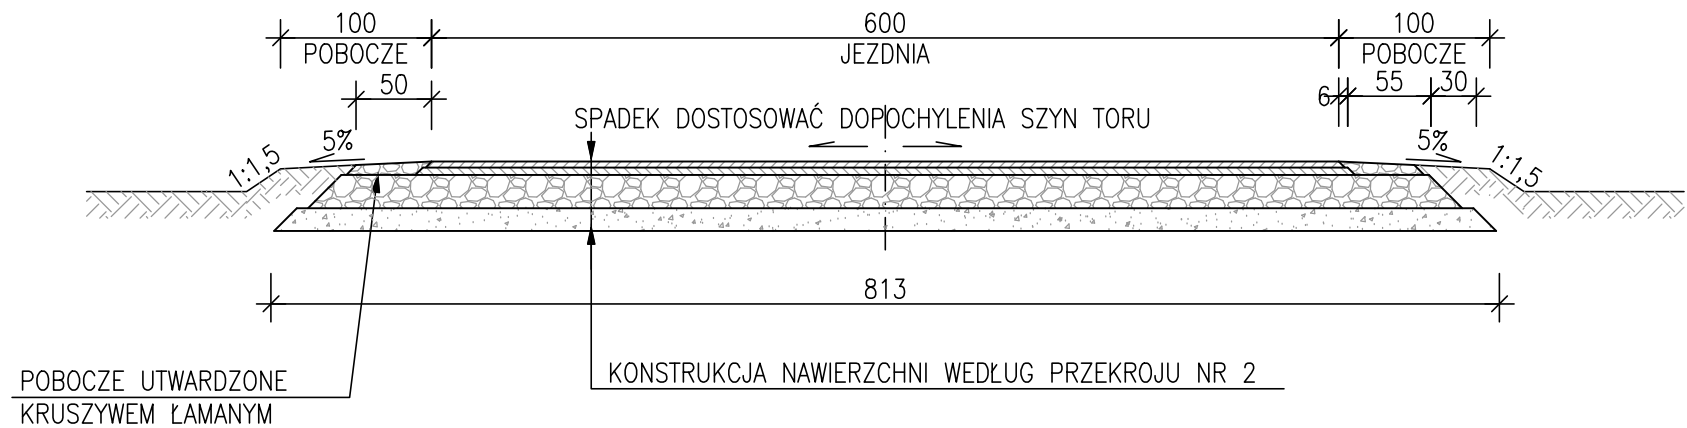 100
600
100
POBOCZE
JEZDNIA
POBOCZE
50
6
55
30
SPADEK DOSTOSOWAĆ DOPOCHYLENIA SZYN TORU
1:1,5
5%
5%
1:1,5
813
POBOCZE UTWARDZONE
KRUSZYWEM ŁAMANYM
KONSTRUKCJA NAWIERZCHNI WEDŁUG PRZEKROJU NR 2